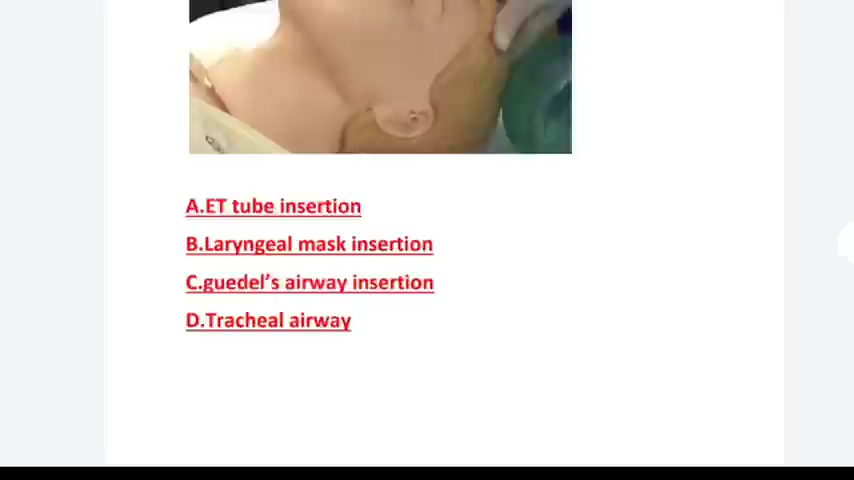 A.ET tube insertion
B.Laryngeal mask insertion
C.guedel’s airway insertion
D.Tracheal airway